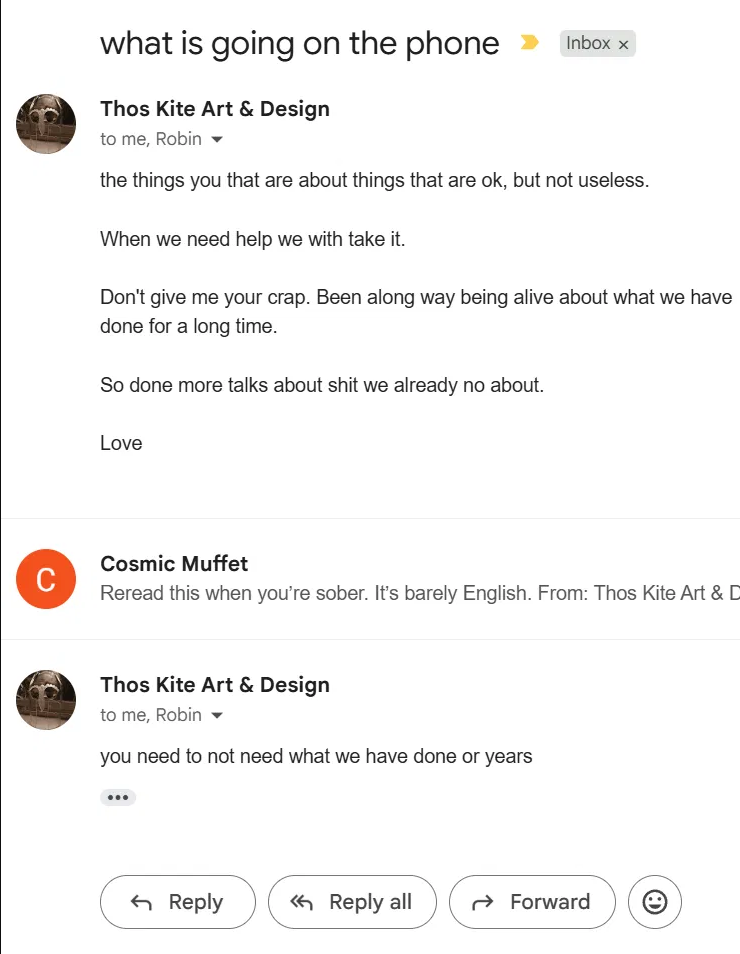 what is going on the phone
Inbox ×
Thos Kite Art & Design
to me, Robin
the things you that are about things that are ok, but not useless.
When we need help we with take it.
Don't give me your crap. Been along way being alive about what we have
done for a long time.
So done more talks about shit we already no about.
Love
C
Cosmic Muffet
Reread this when you’re sober. It’s barely English. From: Thos Kite Art & D
Thos Kite Art & Design
to me, Robin
you need to not need what we have done or years
•••
Reply
Reply all
Forward